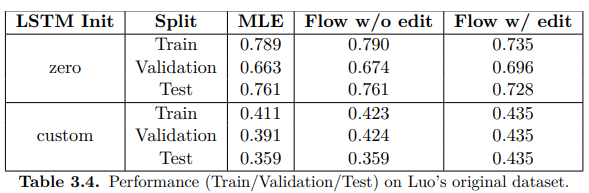 LSTM Init Split MLE Flow w/o edit Flow w/ edit
Train 0.789 0.790 0.735
zero Validation 0.663 0.674 0.696
Test 0.761 0.761 0.728
Train 0.411 0.423 0.435
custom Validation 0.391 0.424 0.435
Test 0.359 0.359 0.435
Table 3.4. Performance (Train/Validation/Test) on Luo's original dataset.